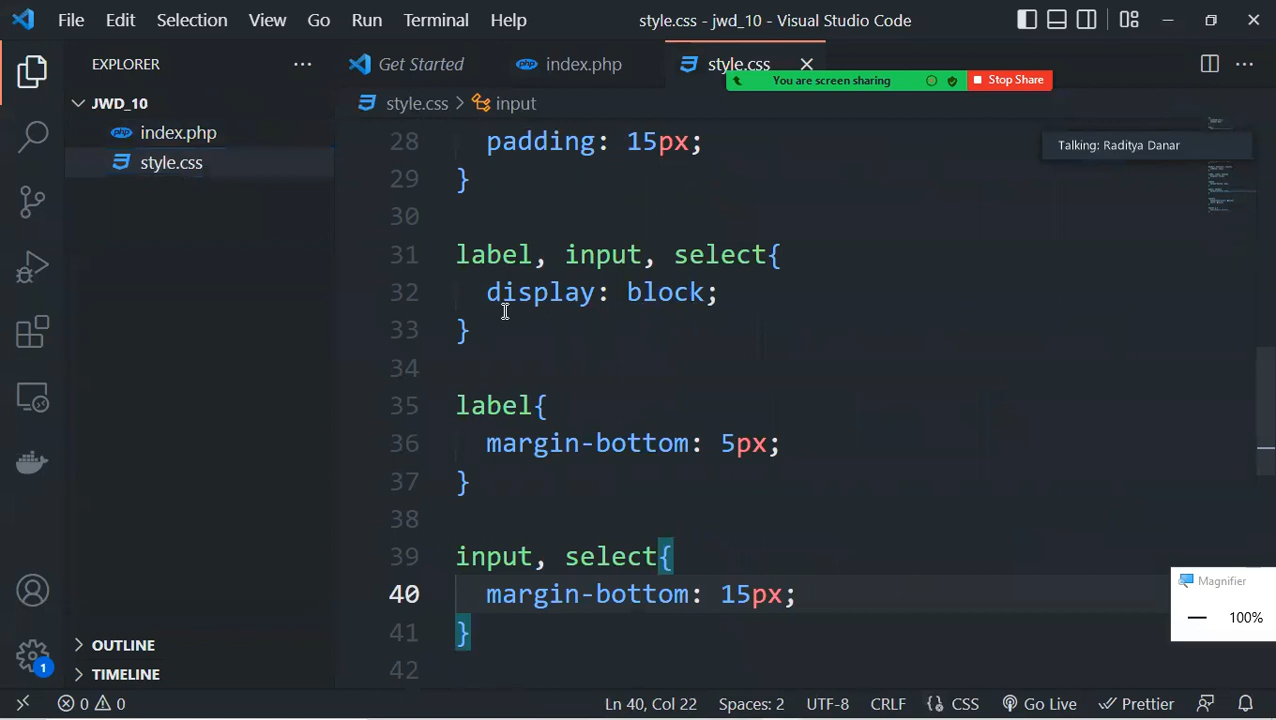 File Edit Selection View Go Run Terminal Help style.css - jwd_10 - Visual Studio Code
EXPLORER
Get Started index.php style.css
You are screen sharing Stop Share
JWD_10
style.css > input
index.php
style.css
Talking: Raditya Danar
28 padding: 15px;
29 }
30
31 label, input, select{
32 display: block;
33 }
34
35 label{
36 margin-bottom: 5px;
37 }
38
39 input, select{
40 margin-bottom: 15px;
41 }
42
Magnifier
100%
OUTLINE
TIMELINE
1
0 0 Ln 40, Col 22 Spaces: 2 UTF-8 CRLF CSS Go Live Prettier